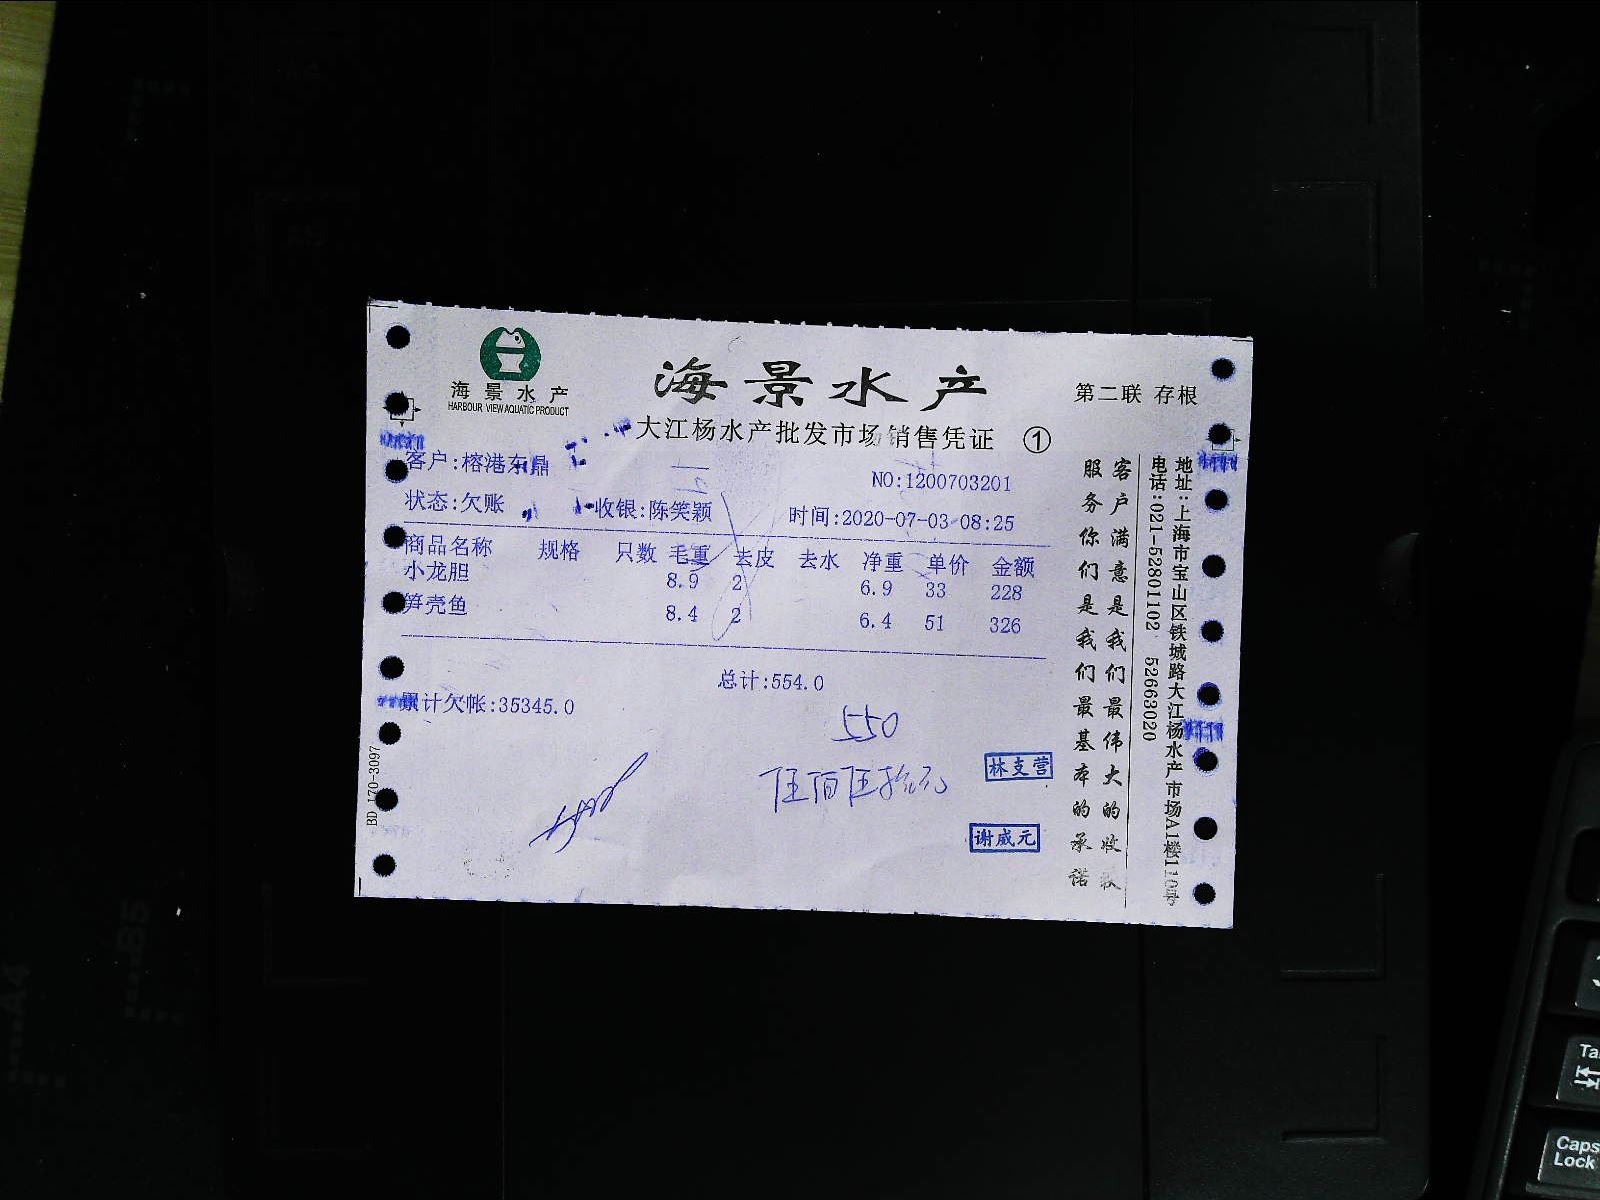 海景水产
HARBOUR VIEW AQUATIC PRODUCT
海景水产
第二联 存根
大江杨水产批发市场销售凭证 ①
客户:榕港东鼎
NO:1200703201
状态:欠账 收银:陈笑颖 时间:2020-07-03 08:25
商品名称 规格 只数 毛重 去皮 去水 净重 单价 金额
小龙胆 8.9 2 6.9 33 228
笋壳鱼 8.4 2 6.4 51 326
总计:554.0
累计欠帐:35345.0
550
伍佰伍拾元
林支营
谢威元
BD 170-3097
客户满意是我们最伟大的收获
服务你们是我们最基本的承诺
地址:上海市宝山区铁城路大江杨水产市场A1楼110号
电话:021-52801102 52663020
A4
B5
Caps
Lock